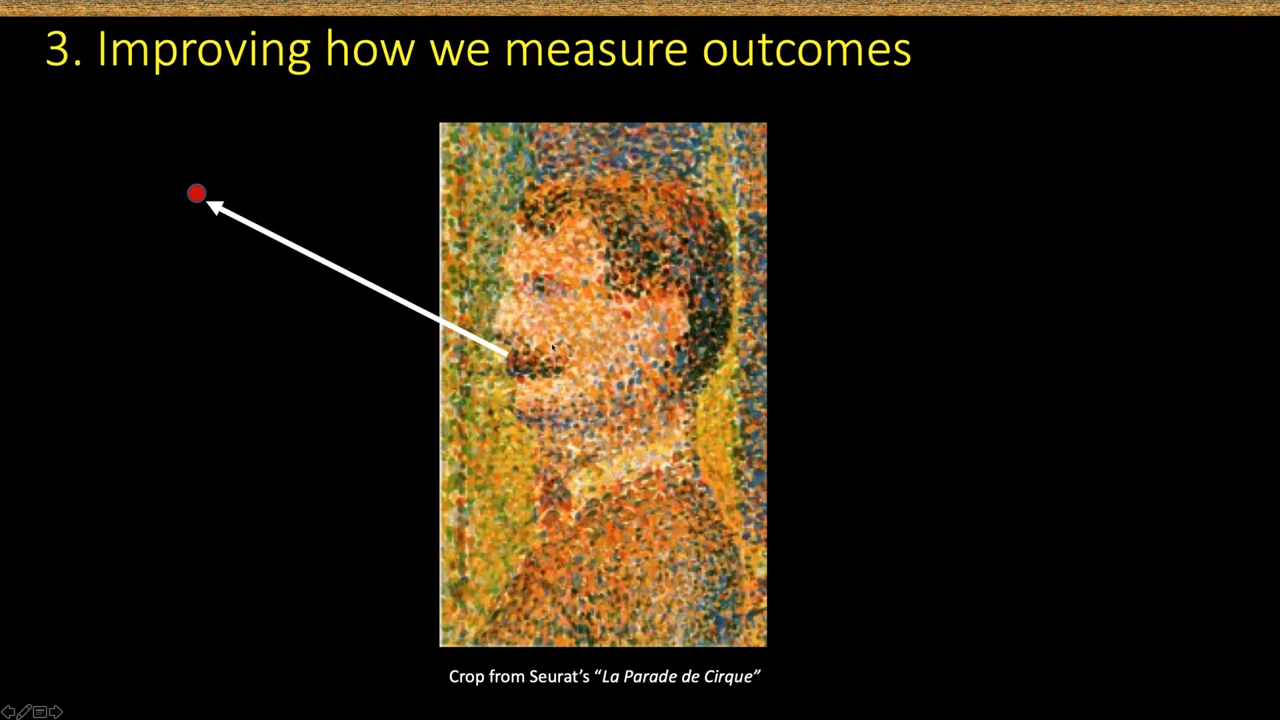 3. Improving how we measure outcomes
Crop from Seurat’s “La Parade de Cirque”